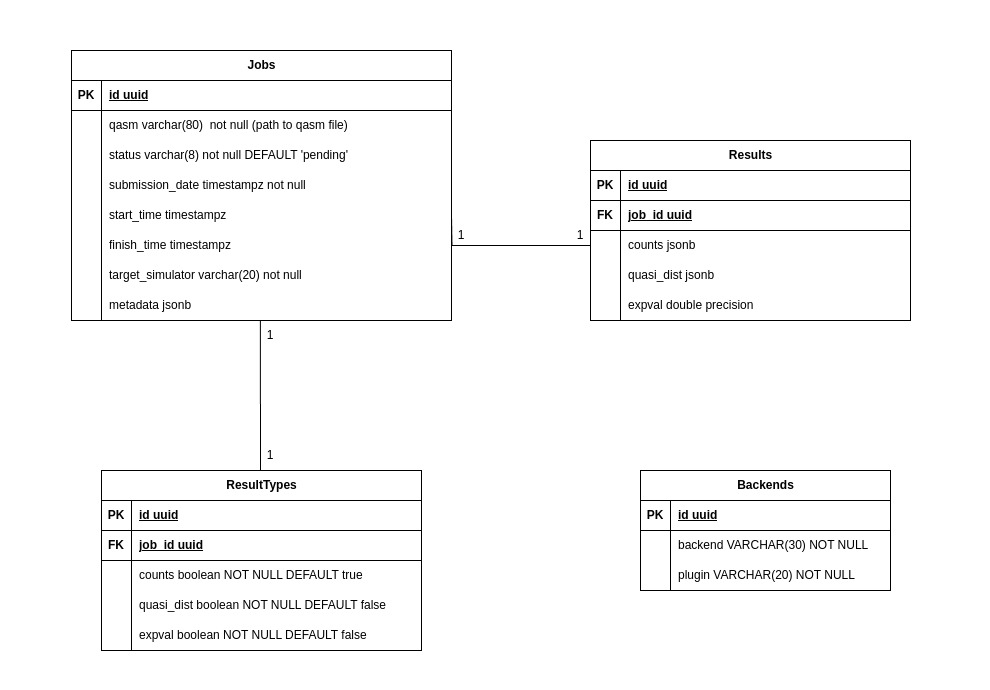 Jobs
PK id uuid
qasm varchar(80)  not null (path to qasm file)
status varchar(8) not null DEFAULT 'pending'
submission_date timestampz not null
start_time timestampz
finish_time timestampz
target_simulator varchar(20) not null
metadata jsonb
1 1
Results
PK id uuid
FK job_id uuid
counts jsonb
quasi_dist jsonb
expval double precision
1
1
ResultTypes
PK id uuid
FK job_id uuid
counts boolean NOT NULL DEFAULT true
quasi_dist boolean NOT NULL DEFAULT false
expval boolean NOT NULL DEFAULT false
Backends
PK id uuid
backend VARCHAR(30) NOT NULL
plugin VARCHAR(20) NOT NULL